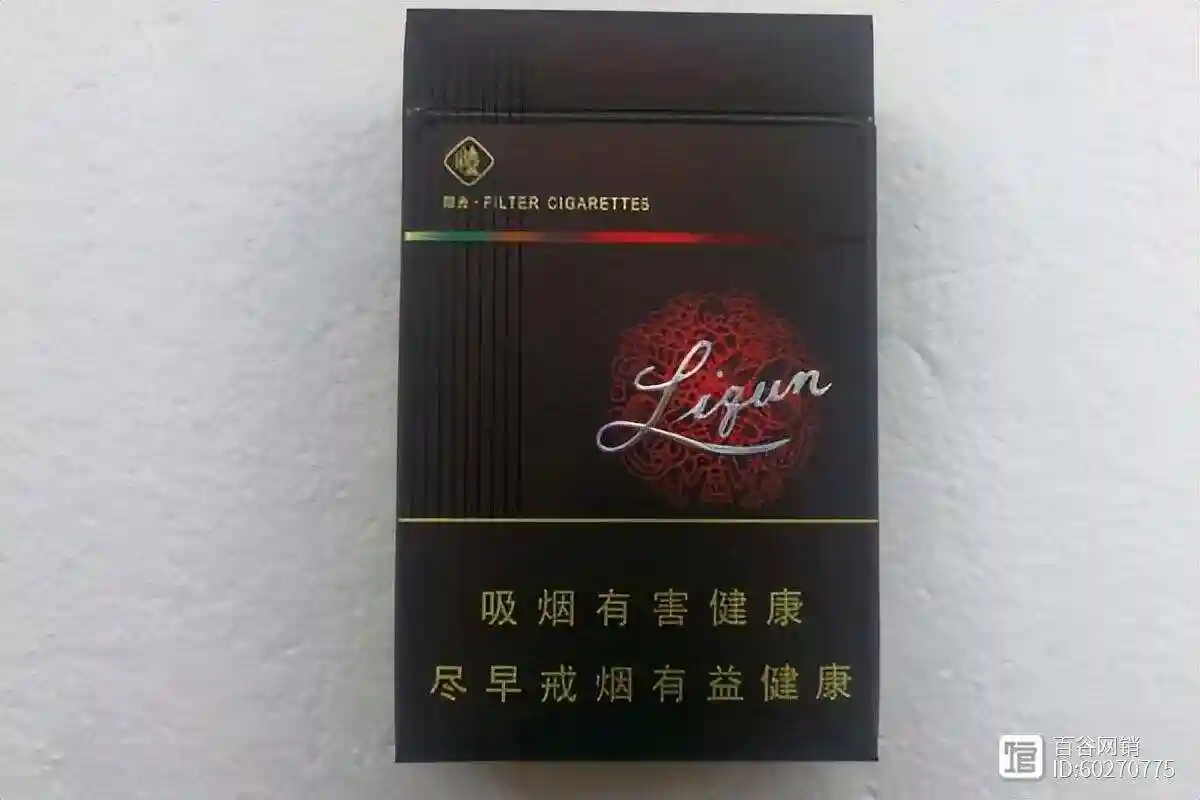 · FILTER CIGARETTES
Liqun
吸烟有害健康
尽早戒烟有益健康
百谷网销
ID:60270775